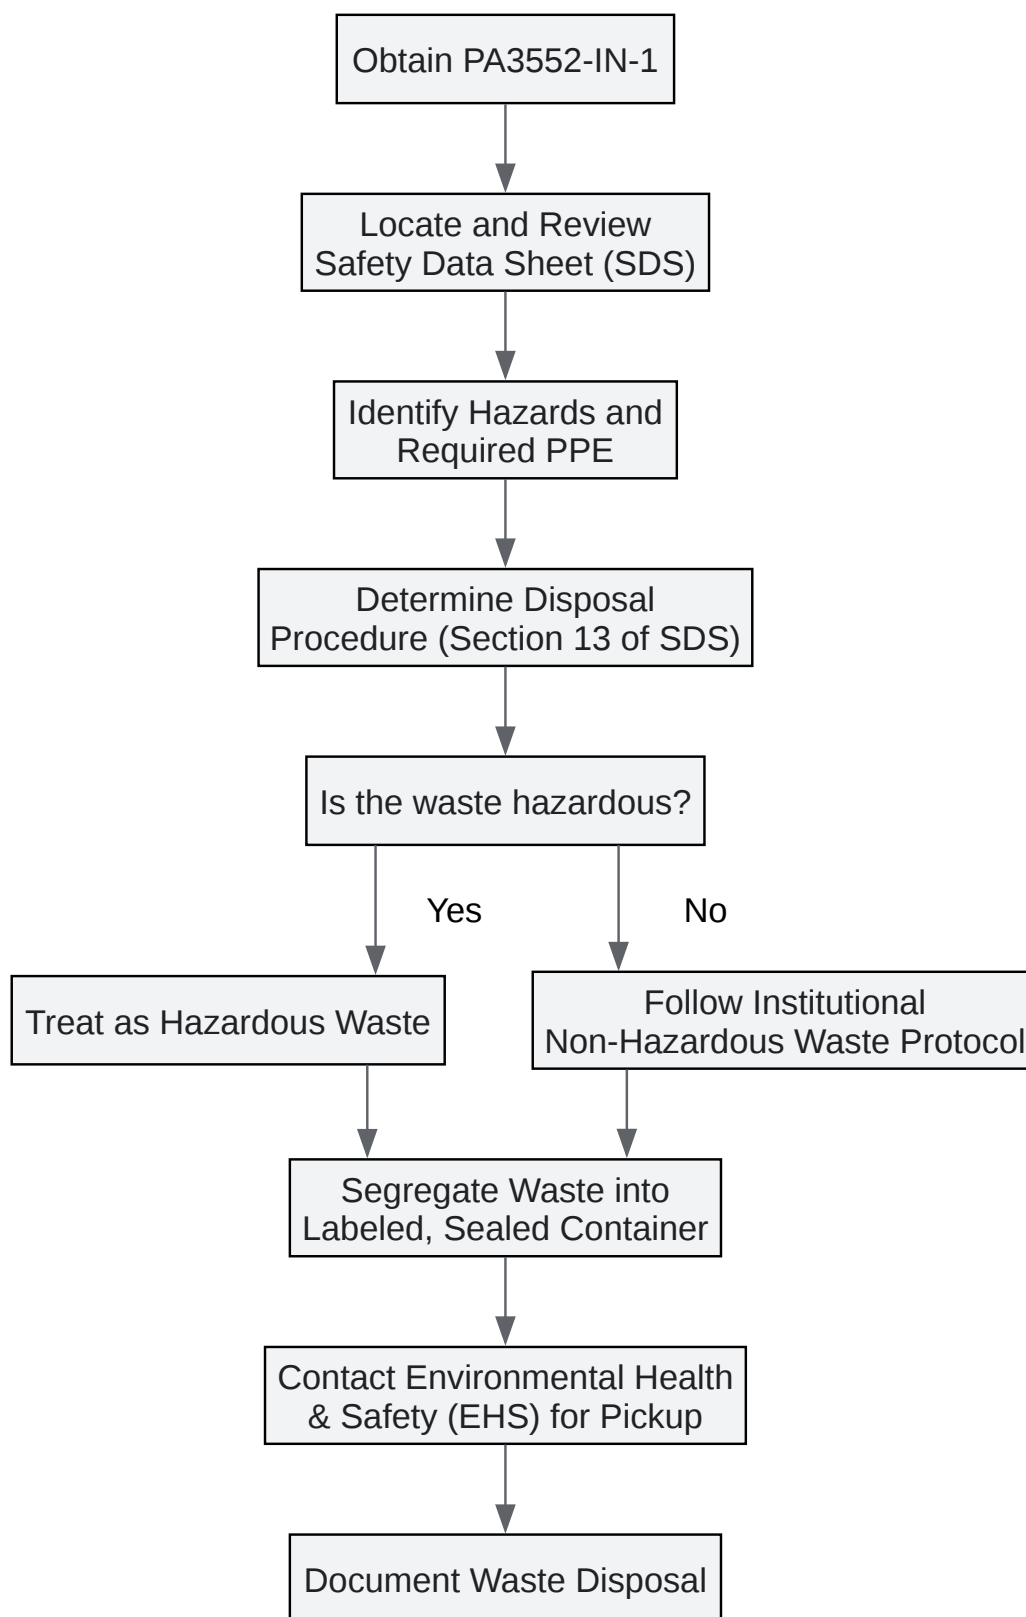 Obtain PA3552-IN-1
Locate and Review
Safety Data Sheet (SDS)
Identify Hazards and
Required PPE
Determine Disposal
Procedure (Section 13 of SDS)
Is the waste hazardous?
Yes
No
Treat as Hazardous Waste
Follow Institutional
Non-Hazardous Waste Protocol
Segregate Waste into
Labeled, Sealed Container
Contact Environmental Health
& Safety (EHS) for Pickup
Document Waste Disposal